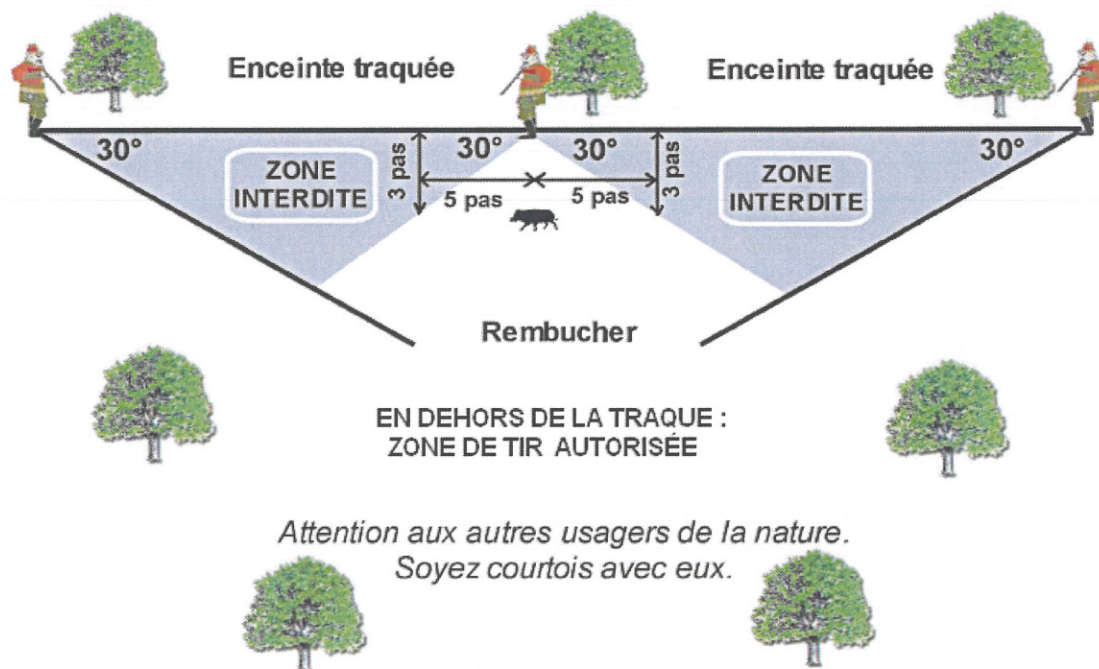 Enceinte traquée
Enceinte traquée
30°
30°
30°
30°
ZONE
INTERDITE
3 pas
5 pas
5 pas
3 pas
ZONE
INTERDITE
Rembucher
EN DEHORS DE LA TRAQUE :
ZONE DE TIR AUTORISÉE
Attention aux autres usagers de la nature.
Soyez courtois avec eux.